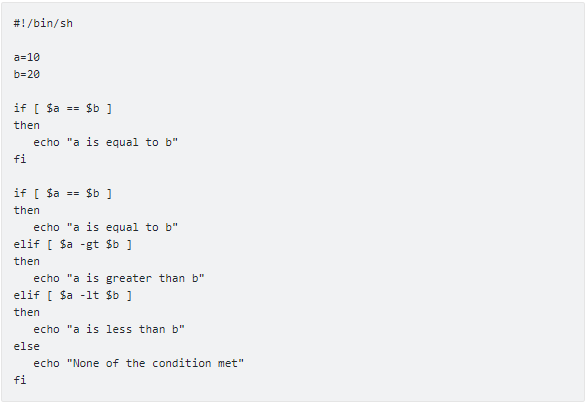 #!/bin/sh

a=10
b=20

if [ $a == $b ]
then
   echo "a is equal to b"
fi

if [ $a == $b ]
then
   echo "a is equal to b"
elif [ $a -gt $b ]
then
   echo "a is greater than b"
elif [ $a -lt $b ]
then
   echo "a is less than b"
else
   echo "None of the condition met"
fi